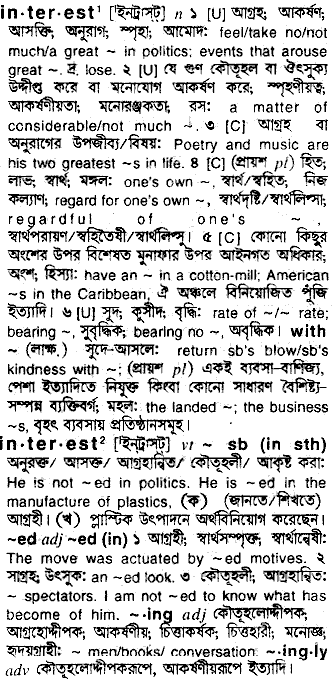 in·ter·est¹ ['ইন্‌ট্রাস্‌ট্‌] n ১ [U] আগ্রহ; আকর্ষণ;
আসক্তি, অনুরাগ; স্পৃহা; আমোদ: feel/take no/not
much/a great ~ in politics; events that arouse
great ~. দ্র. lose. ২ [U] যে গুণ কৌতূহল বা ঔৎসুক্য
উদ্দীপ্ত করে বা মনোযোগ আকর্ষণ করে; স্পৃহণীয়ত্ব;
আকর্ষণীয়তা; মনোরঞ্জকতা; রস: a matter of
considerable/not much ~. ৩ [C] আগ্রহ বা
অনুরাগের উপজীব্য/বিষয়: Poetry and music are
his two greatest ~s in life. ৪ [C] (প্রায়শ pl) হিত;
লাভ; স্বার্থ; মঙ্গল: one's own ~, স্বার্থ/স্বহিত; নিজ
কল্যাণ; regard for one's own ~, স্বার্থদৃষ্টি/স্বার্থলিপ্সা;
regardful of one's ~,
স্বার্থপরায়ণ/স্বহিতৈষী/স্বার্থলিপ্সু। ৫ [C] কোনো কিছুর
অংশের উপর বিশেষত মুনাফার উপর আইনগত অধিকার;
অংশ; হিস্যা: have an ~ in a cotton-mill; American
~s in the Caribbean, ঐ অঞ্চলে বিনিয়োজিত পুঁজি
ইত্যাদি। ৬ [U] সুদ; কুসীদ; বৃদ্ধি: rate of ~/~ rate;
bearing ~, সুবৃদ্ধিক; bearing no ~, অবৃদ্ধিক। with
~ (লাক্ষ.) সুদে-আসলে: return sb's blow/sb's
kindness with ~; (প্রায়শ pl) একই ব্যবসা-বাণিজ্য,
পেশা ইত্যাদিতে নিযুক্ত কিংবা কোনো সাধারণ বৈশিষ্ট্য-
সম্পন্ন ব্যক্তিবর্গ; মহল: the landed ~; the business
~s, বৃহৎ ব্যবসায় প্রতিষ্ঠানসমূহ।
in·ter·est² ['ইন্‌ট্রাস্‌ট্‌] vt ~ sb (in sth)
অনুরক্ত/ আসক্ত/ আগ্রহান্বিত/ কৌতূহলী/ আকৃষ্ট করা:
He is not ~ed in politics. He is ~ed in the
manufacture of plastics, (ক) (জানতে/শিখতে)
আগ্রহী। (খ) প্লাস্টিক উৎপাদনে অর্থবিনিয়োগ করেছেন।
~ed adj ~ed (in) ১ আগ্রহী; স্বার্থসম্পৃক্ত; স্বার্থান্বেষী:
The move was actuated by ~ed motives. ২
সাগ্রহ; উৎসুক: an ~ed look. ৩ কৌতূহলী; আগ্রহান্বিত:
~ spectators. I am not ~ed to know what has
become of him. ~·ing adj কৌতূহলোদ্দীপক;
আগ্রহোদ্দীপক; আকর্ষণীয়; চিত্তাকর্ষক; চিত্তহারী; মনোজ্ঞ;
হৃদয়গ্রাহী: ~ men/books/ conversation. ~·ing·ly
adv কৌতূহলোদ্দীপকরূপে, আকর্ষণীয়রূপে ইত্যাদি।